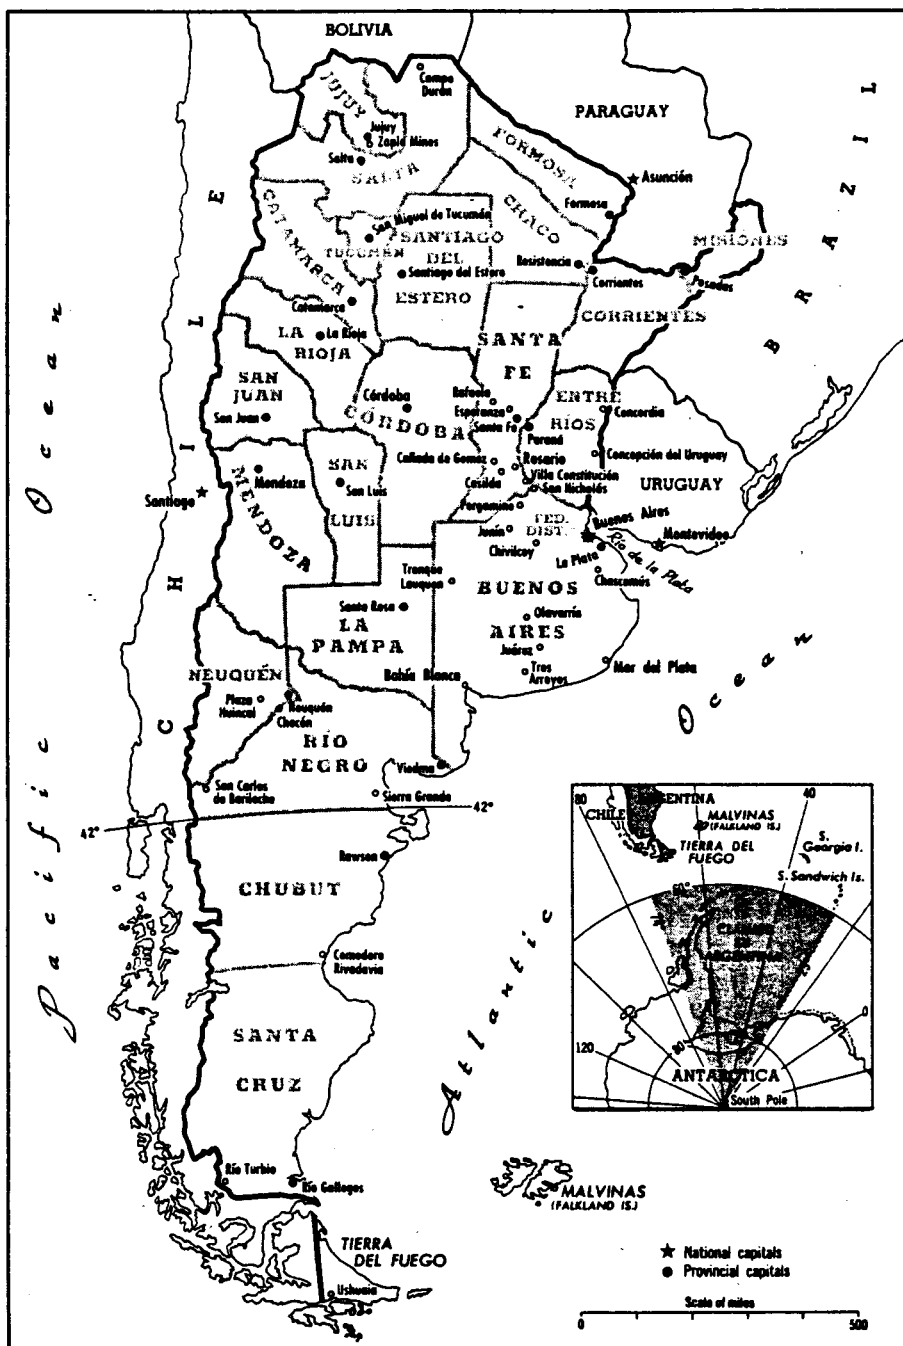 BOLIVIA
Campo
Durán
JUJUY
Jujuy
Zapla Mines
Salta
SALTA
PARAGUAY
FORMOSA
Asunción
Formosa
CHACO
BRAZIL
MISIONES
CATAMARCA
San Miguel de Tucumán
TUCUMÁN
SANTIAGO
DEL
Santiago del Estero
ESTERO
Resistencia
Corrientes
Posadas
CORRIENTES
Catamarca
LA
RIOJA
La Rioja
SANTA
FE
SAN
JUAN
San Juan
Córdoba
CÓRDOBA
Rafaela
Esperanza
Santa Fe
Paraná
ENTRE
RÍOS
Concordia
Cañada de Gomez
Rosario
Concepción del Uruguay
Casilda
Villa Constitución
San Nicholás
URUGUAY
MENDOZA
Mendoza
SAN
LUIS
San Luis
Santiago
CHILE
Pergamino
FED.
DIST.
Buenos Aires
Junín
Chivilcoy
La Plata
Río de la Plata
Montevideo
Chascomús
Trenque
Lauquen
BUENOS
AIRES
Olavarría
Juárez
Tres
Arroyos
Mar del Plata
Santa Rosa
LA
PAMPA
Bahía Blanca
NEUQUÉN
Plaza
Huincul
Neuquén
Chocón
RÍO
NEGRO
Viedma
San Carlos
de Bariloche
Sierra Grande
42°
42°
Rawson
CHUBUT
Comodoro
Rivadavia
SANTA
CRUZ
Río Turbio
Río Gallegos
TIERRA
DEL FUEGO
Ushuaia
MALVINAS
(FALKLAND IS.)
Pacific Ocean
Atlantic Ocean
80
40
ARGENTINA
CHILE
MALVINAS
(FALKLAND IS.)
TIERRA DEL
FUEGO
S.
Georgia I.
S. Sandwich Is.
60°
CLAIMED
BY
ARGENTINA
80
0
120
ANTARCTICA
South Pole
National capitals
Provincial capitals
Scale of miles
0
500